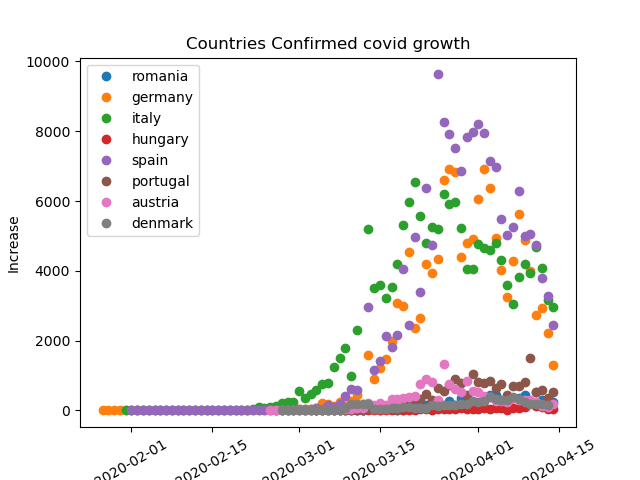 Countries Confirmed covid growth
romania
germany
italy
hungary
spain
portugal
austria
denmark
Increase
10000
8000
6000
4000
2000
0
2020-02-01
2020-02-15
2020-03-01
2020-03-15
2020-04-01
2020-04-15